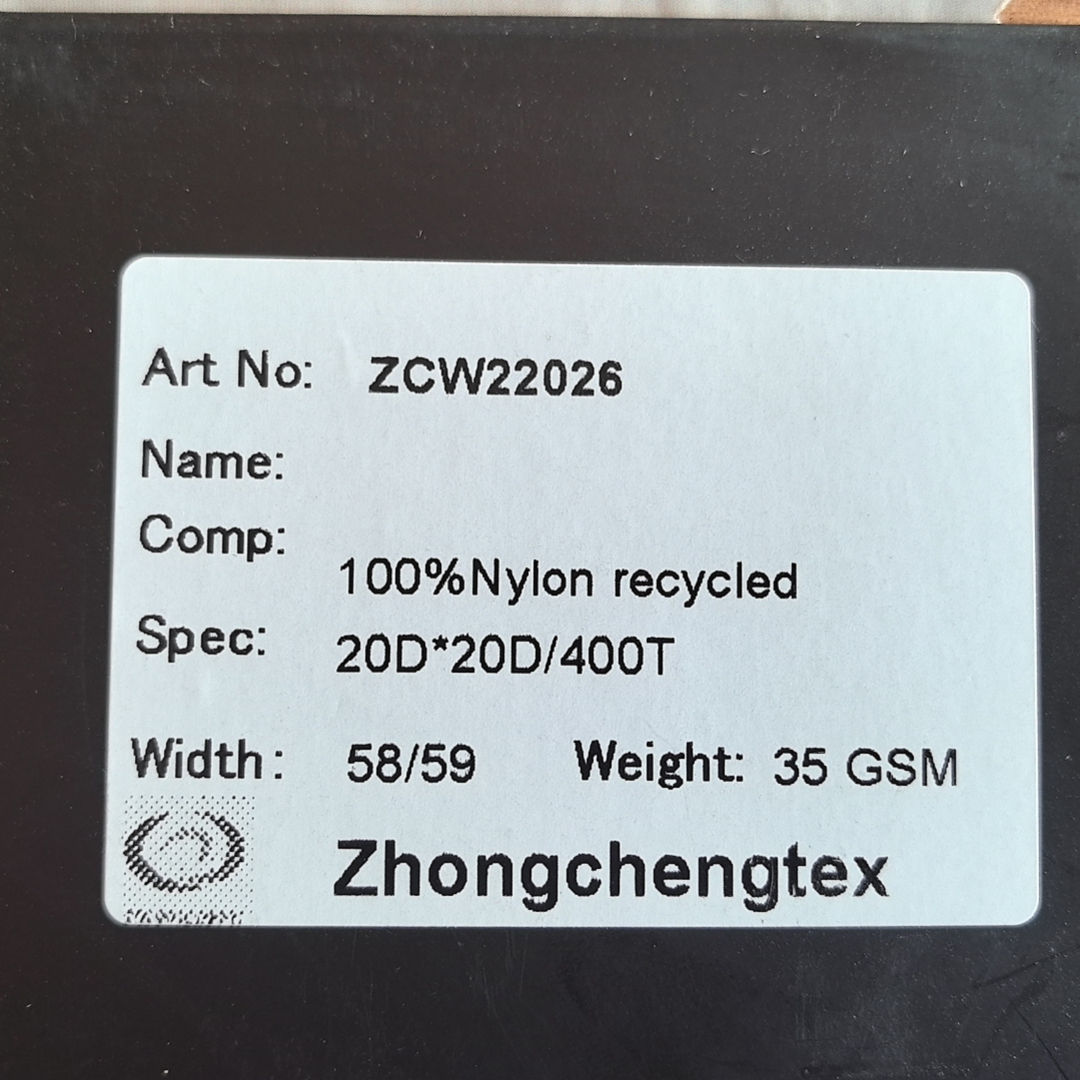 Art No: ZCW22026
Name:
Comp:
100%Nylon recycled
Spec: 20D*20D/400T
Width: 58/59 Weight: 35 GSM
Zhongchengtex